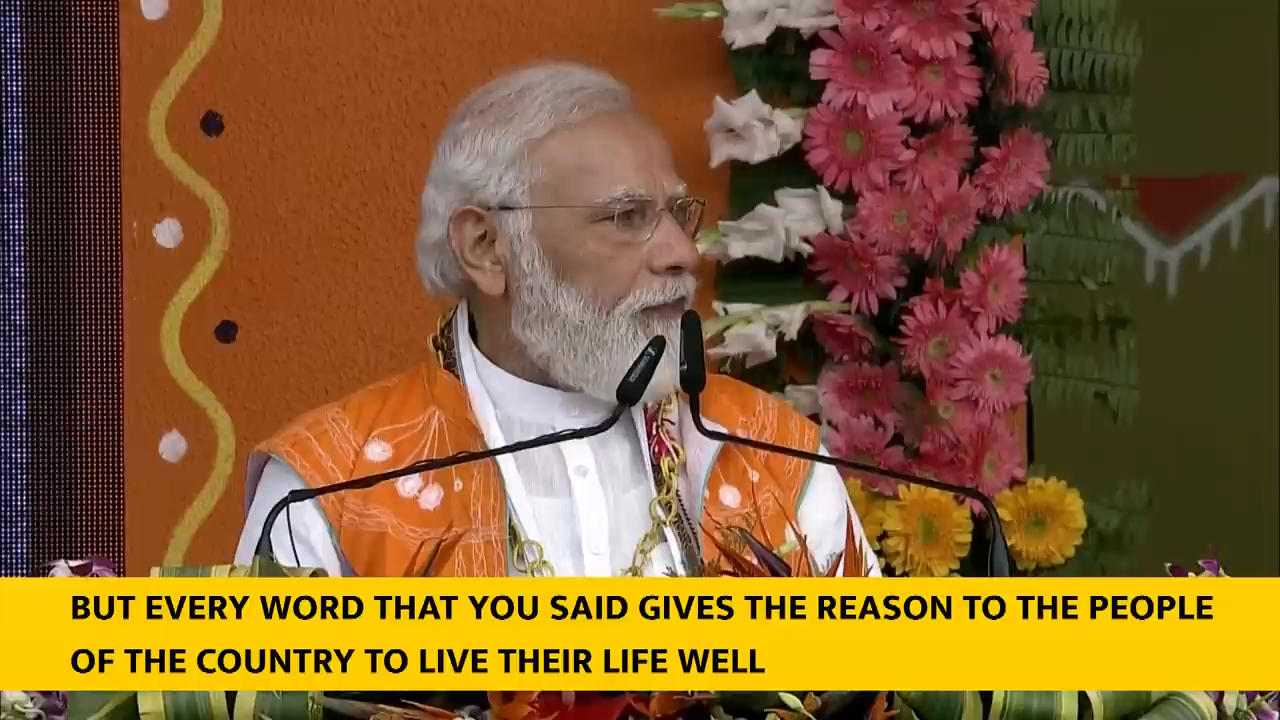 BUT EVERY WORD THAT YOU SAID GIVES THE REASON TO THE PEOPLE
OF THE COUNTRY TO LIVE THEIR LIFE WELL